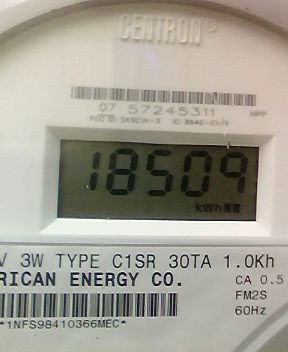 CENTRON®
07 57245311 NPP
18509
kWh
V 3W TYPE C1SR 30TA 1.0Kh
RICAN ENERGY CO. CA 0.5
FM2S
*1NFS98410366MEC* 60Hz